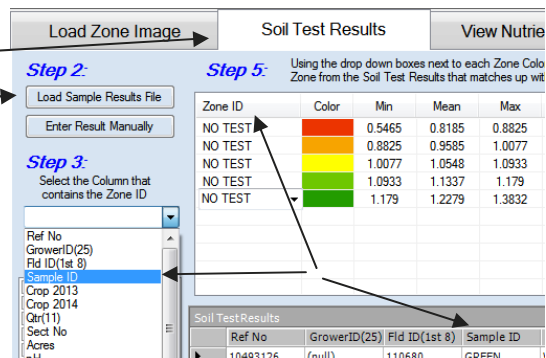 Load Zone Image
Soil Test Results
View Nutrie
Step 2:
Load Sample Results File
Enter Result Manually
Step 3:
Select the Column that
contains the Zone ID
Ref No
GrowerID(25)
Fld ID(1st 8)
Sample ID
Crop 2013
Crop 2014
Qtr(11)
Sect No
Acres
pH
Step 5:
Using the drop down boxes next to each Zone Colo
Zone from the Soil Test Results that matches up wit
Zone ID Color Min Mean Max
NO TEST 0.5465 0.8185 0.8825
NO TEST 0.8825 0.9585 1.0077
NO TEST 1.0077 1.0548 1.0933
NO TEST 1.0933 1.1337 1.179
NO TEST 1.179 1.2279 1.3832
Soil TestResults
Ref No GrowerID(25) Fld ID(1st 8) Sample ID
10493126 (null) 110680 GREEN